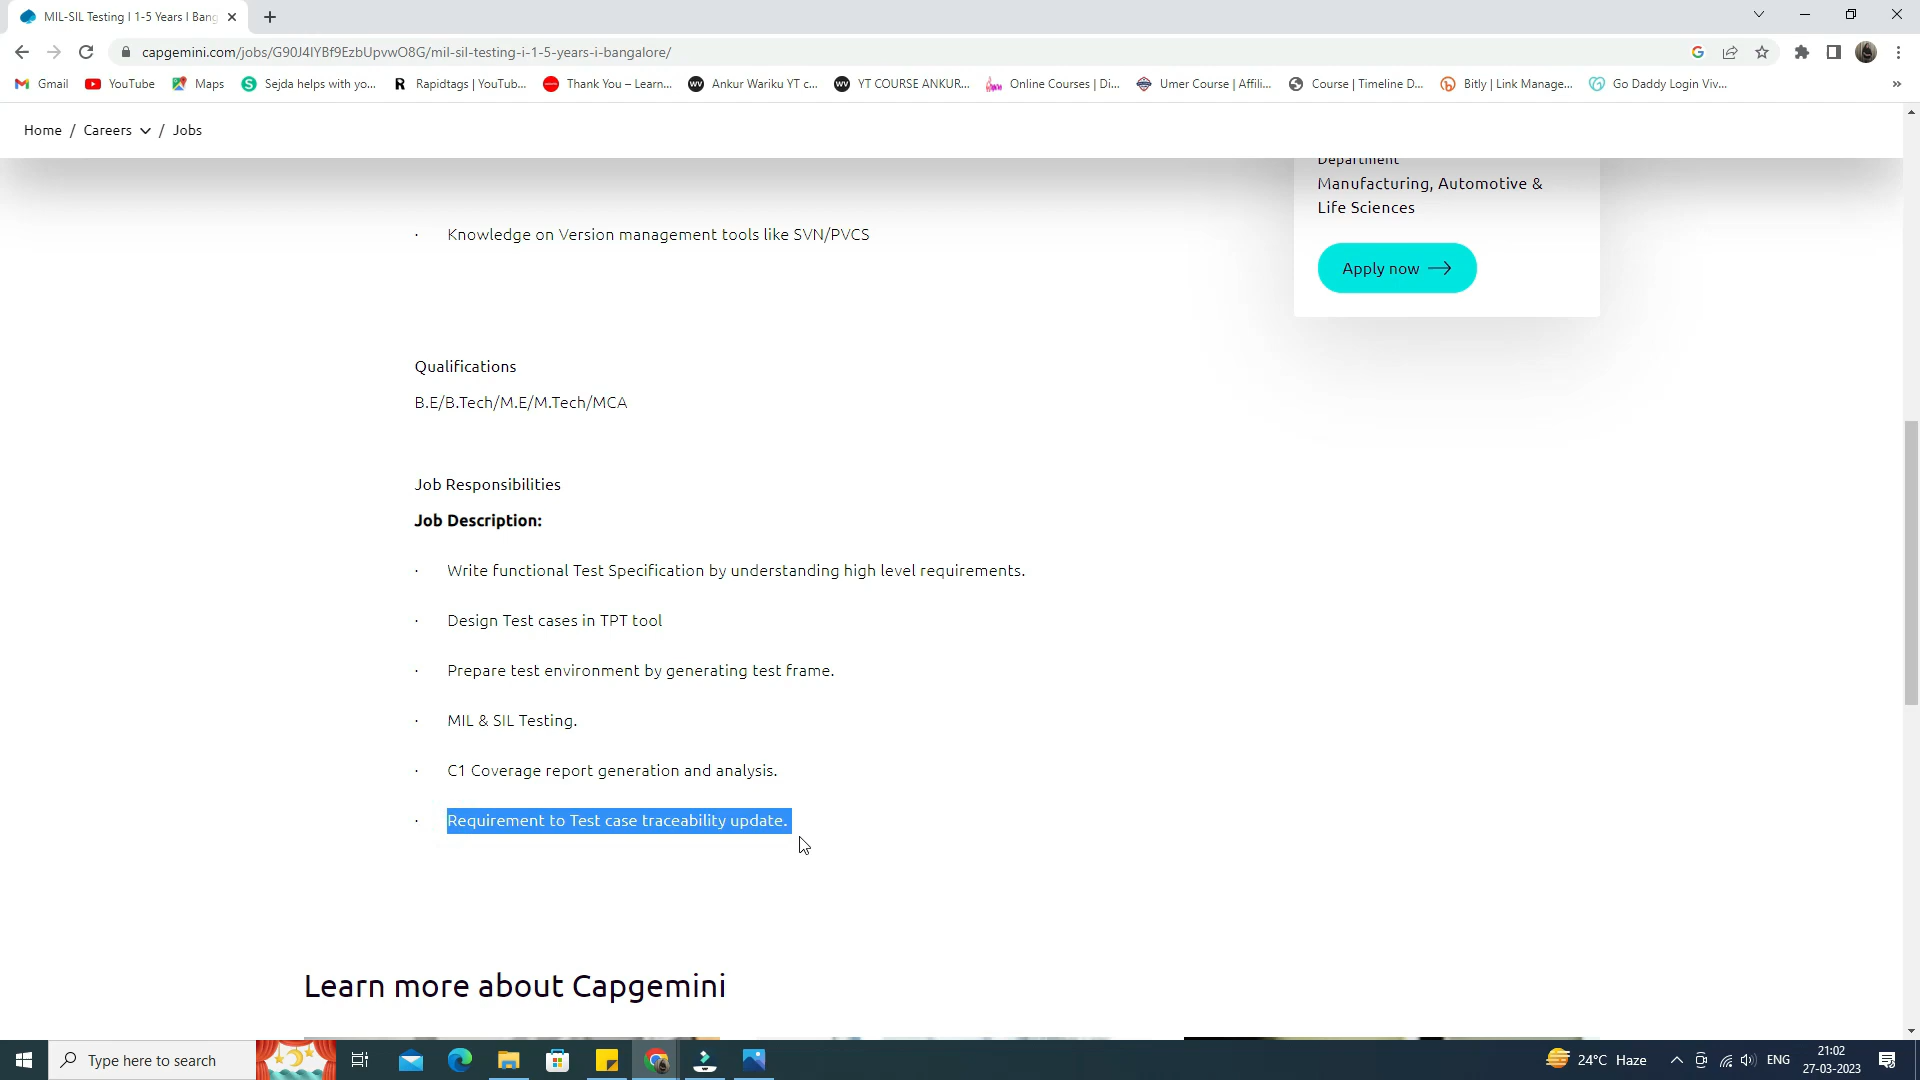 MIL-SIL Testing I 1-5 Years I Bang
capgemini.com/jobs/G90J4IYBf9EzbUpvwO8G/mil-sil-testing-i-1-5-years-i-bangalore/
Gmail YouTube Maps Sejda helps with yo... Rapidtags | YouTub... Thank You – Learn... Ankur Wariku YT c... YT COURSE ANKUR... Online Courses | Di... Umer Course | Affili... Course | Timeline D... Bitly | Link Manage... Go Daddy Login Viv... »
Home / Careers / Jobs
Department
Manufacturing, Automotive &
Life Sciences
· Knowledge on Version management tools like SVN/PVCS
Apply now
Qualifications
B.E/B.Tech/M.E/M.Tech/MCA
Job Responsibilities
Job Description:
· Write functional Test Specification by understanding high level requirements.
· Design Test cases in TPT tool
· Prepare test environment by generating test frame.
· MIL & SIL Testing.
· C1 Coverage report generation and analysis.
· Requirement to Test case traceability update.
Learn more about Capgemini
Type here to search
24°C Haze
ENG
21:02
27-03-2023